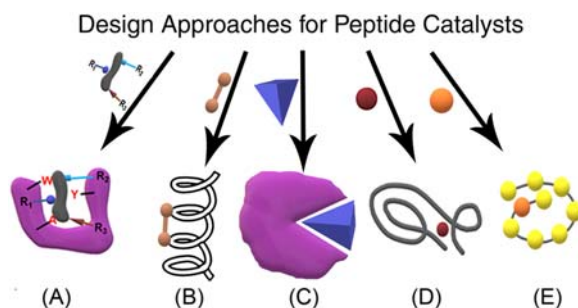 Design Approaches for Peptide Catalysts
R₁ R₂
R₃
W R₂
R₁ Y
R₃
(A) (B) (C) (D) (E)